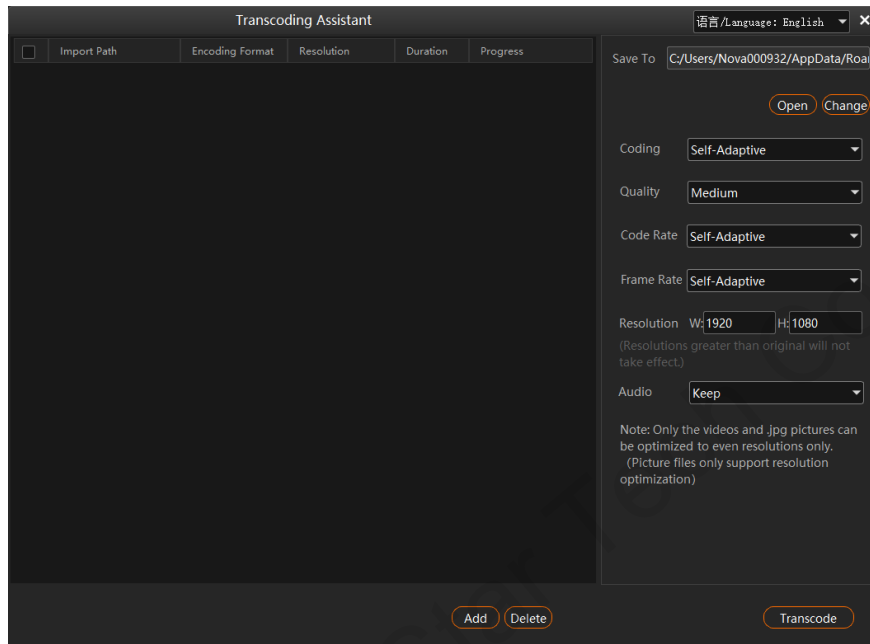 Transcoding Assistant
语言/Language: English
Import Path Encoding Format Resolution Duration Progress
Save To C:/Users/Nova000932/AppData/Roar
Open Change
Coding Self-Adaptive
Quality Medium
Code Rate Self-Adaptive
Frame Rate Self-Adaptive
Resolution W: 1920 H: 1080
(Resolutions greater than original will not
take effect.)
Audio Keep
Note: Only the videos and .jpg pictures can
be optimized to even resolutions only.
(Picture files only support resolution
optimization)
Add Delete
Transcode